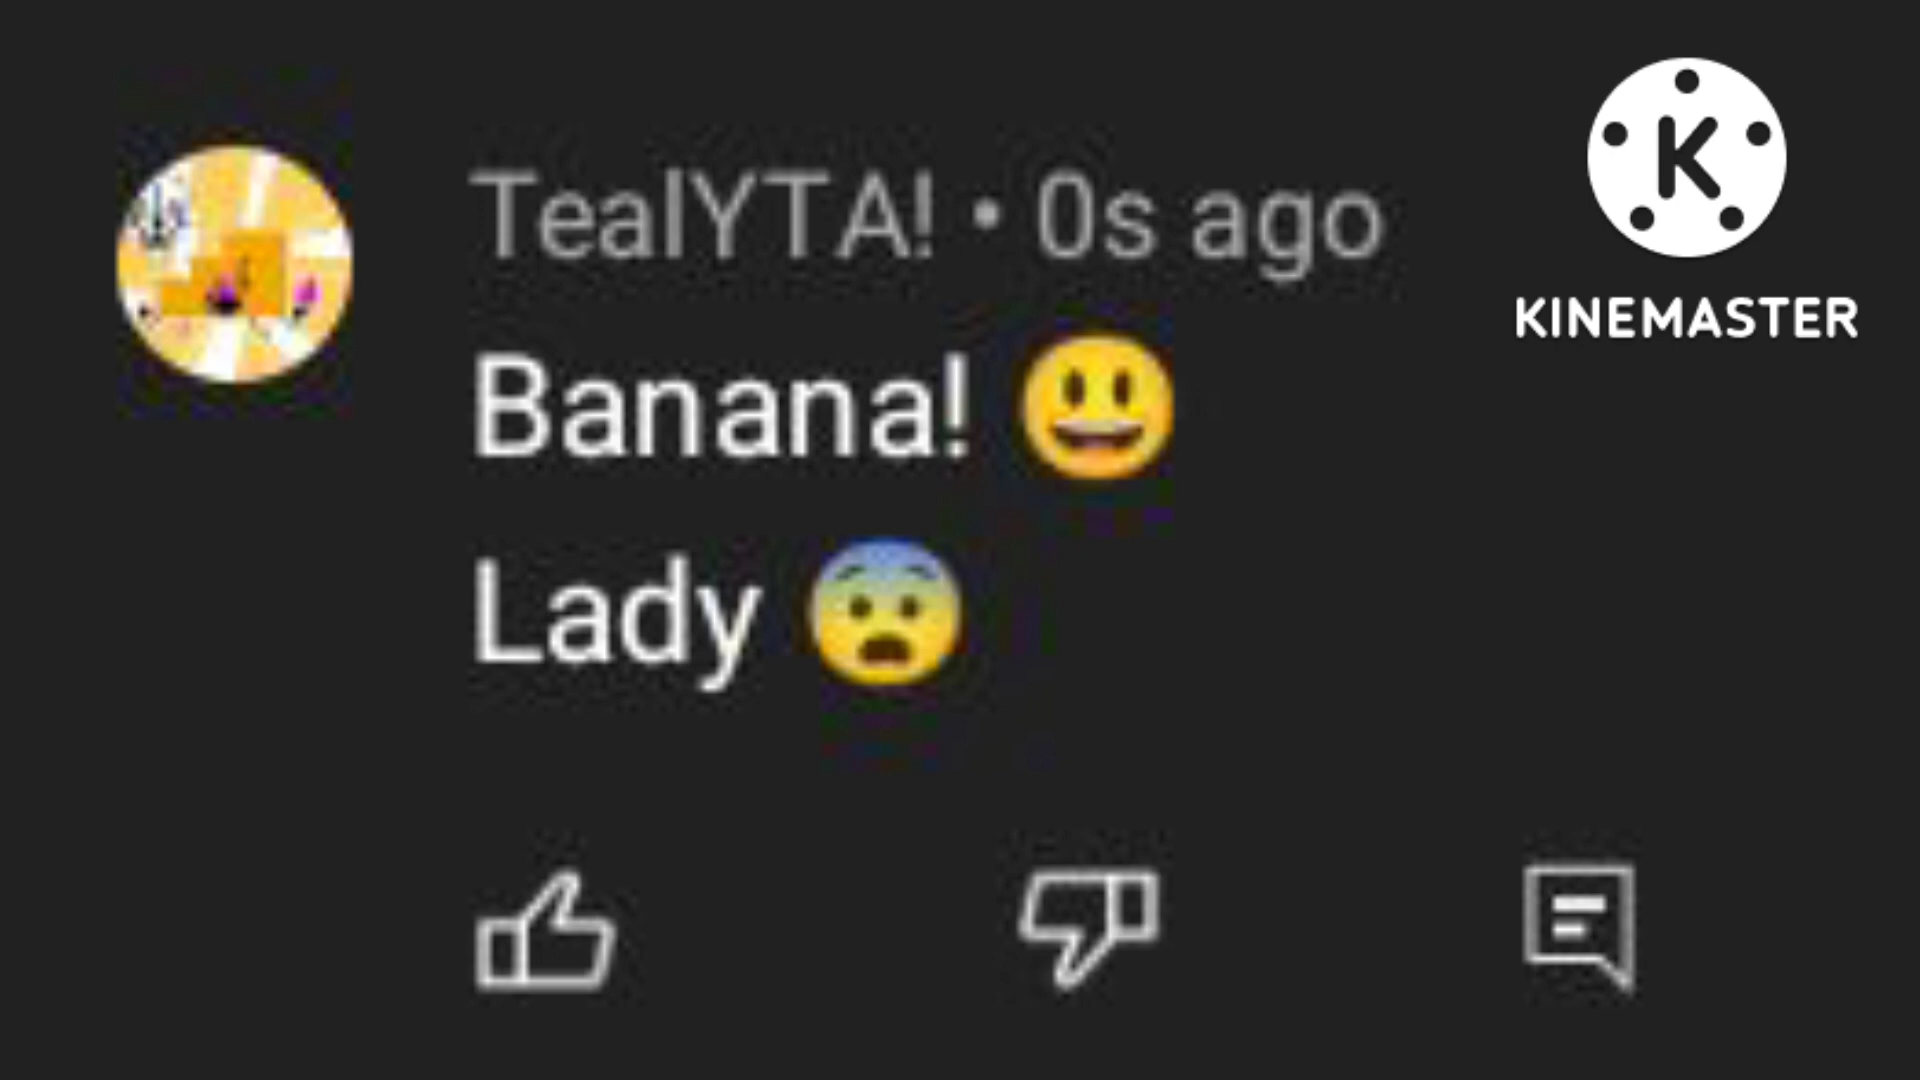 TealYTA! • 0s ago
Banana! 😃
Lady 😨
K
KINEMASTER